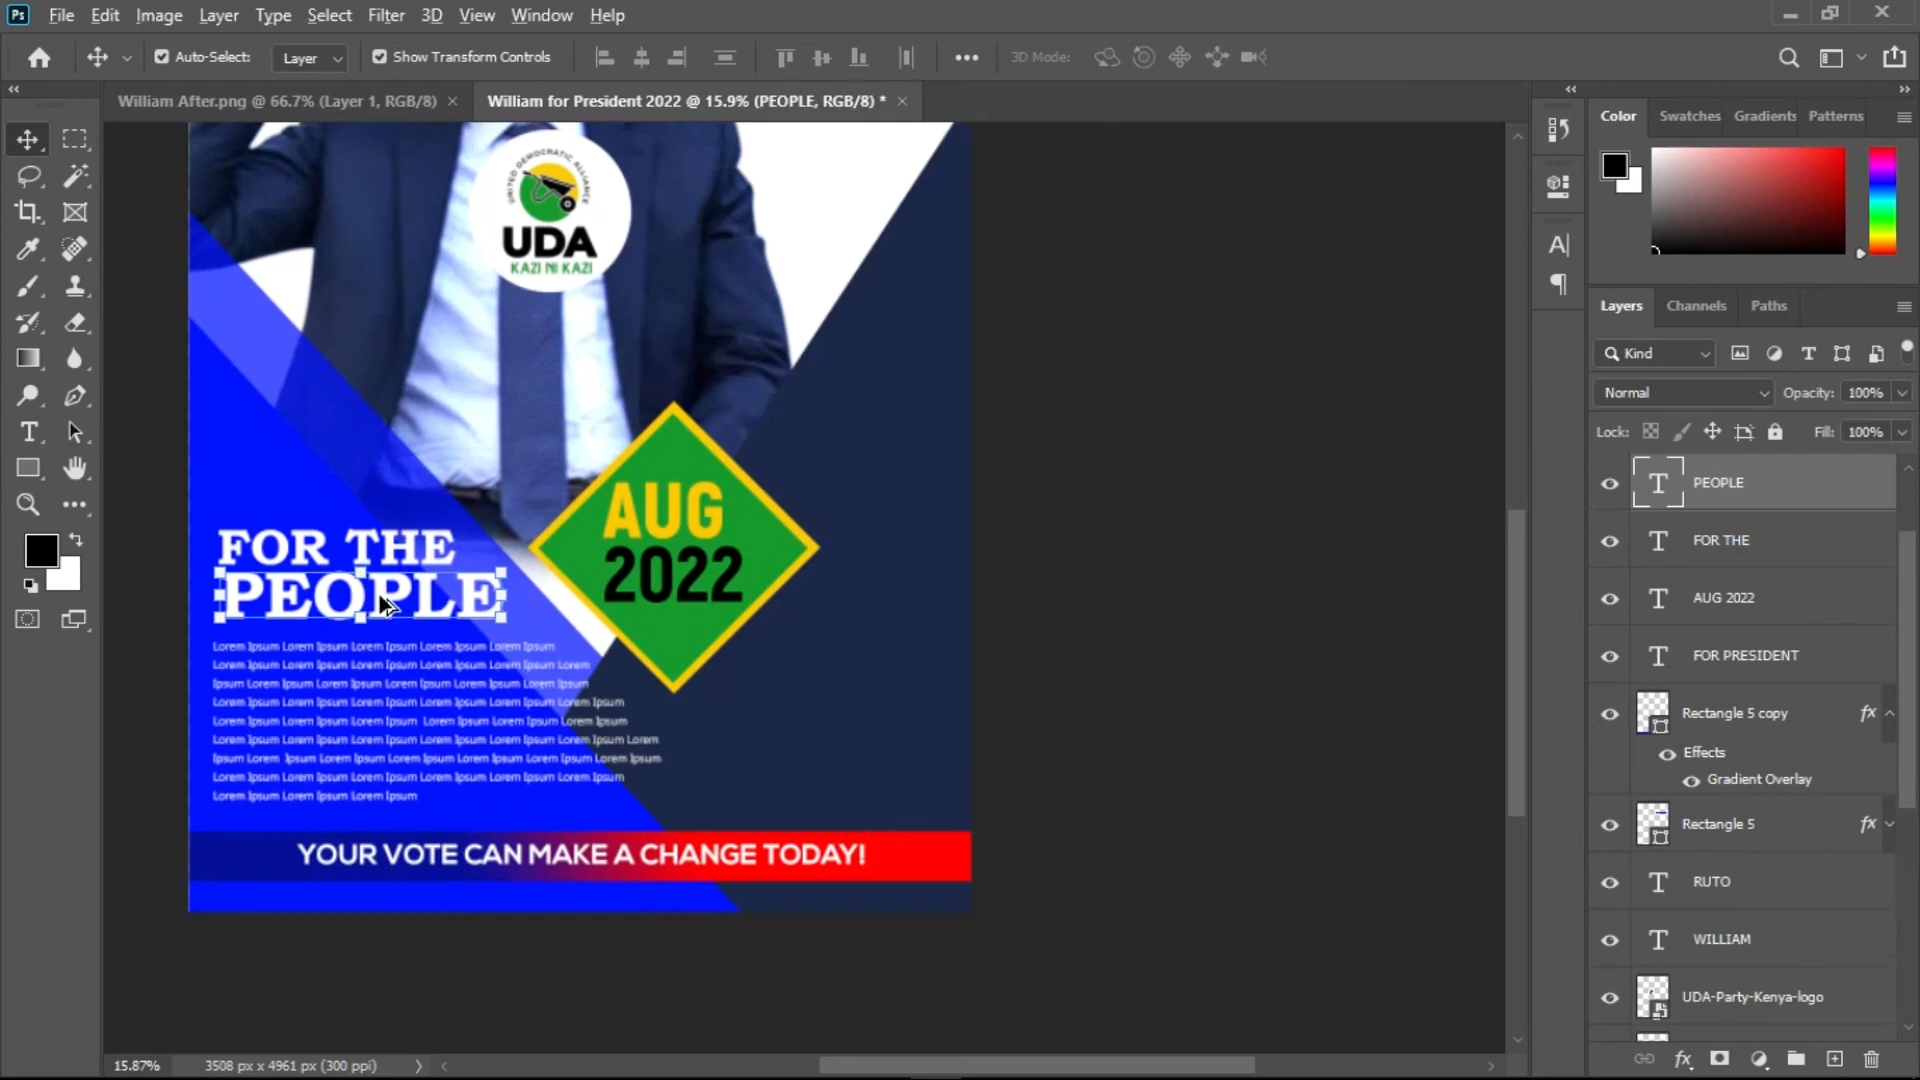 Ps File Edit Image Layer Type Select Filter 3D View Window Help
Auto-Select: Layer Show Transform Controls 3D Mode:
William After.png @ 66.7% (Layer 1, RGB/8) William for President 2022 @ 15.9% (PEOPLE, RGB/8) *
Color Swatches Gradients Patterns
UNITED DEMOCRATIC ALLIANCE
UDA
KAZI NI KAZI
AUG
2022
FOR THE
PEOPLE
Lorem Ipsum Lorem Ipsum Lorem Ipsum Lorem Ipsum Lorem Ipsum
Lorem Ipsum Lorem Ipsum Lorem Ipsum Lorem Ipsum Lorem
Ipsum Lorem Ipsum Lorem Ipsum Lorem Ipsum Lorem Ipsum
Lorem Ipsum Lorem Ipsum Lorem Ipsum Lorem Ipsum Lorem Ipsum
Lorem Ipsum Lorem Ipsum Lorem Ipsum Lorem Ipsum Lorem Ipsum Lorem Ipsum
Lorem Ipsum Lorem Ipsum Lorem Ipsum Lorem Ipsum Lorem Ipsum Lorem Ipsum Lorem
Ipsum Lorem Ipsum Lorem Ipsum Lorem Ipsum Lorem Ipsum Lorem Ipsum Lorem Ipsum
Lorem Ipsum Lorem Ipsum Lorem Ipsum Lorem Ipsum Lorem Ipsum Lorem Ipsum
Lorem Ipsum Lorem Ipsum Lorem Ipsum
YOUR VOTE CAN MAKE A CHANGE TODAY!
Layers Channels Paths
Kind
Normal Opacity: 100%
Lock: Fill: 100%
PEOPLE
FOR THE
AUG 2022
FOR PRESIDENT
Rectangle 5 copy fx
Effects
Gradient Overlay
Rectangle 5 fx
RUTO
WILLIAM
UDA-Party-Kenya-logo
15.87% 3508 px x 4961 px (300 ppi)
fx